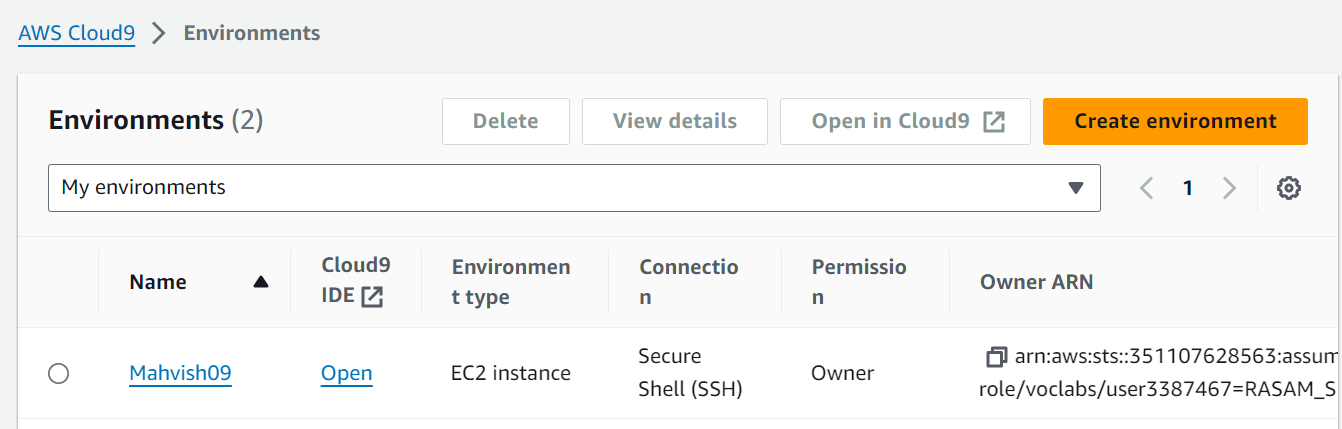 AWS Cloud9 > Environments
Environments (2)
Delete
View details
Open in Cloud9
Create environment
My environments
1
Name
Cloud9
IDE
Environmen
t type
Connectio
n
Permissio
n
Owner ARN
Mahvish09
Open
EC2 instance
Secure
Shell (SSH)
Owner
arn:aws:sts::351107628563:assum
role/voclabs/user3387467=RASAM_S